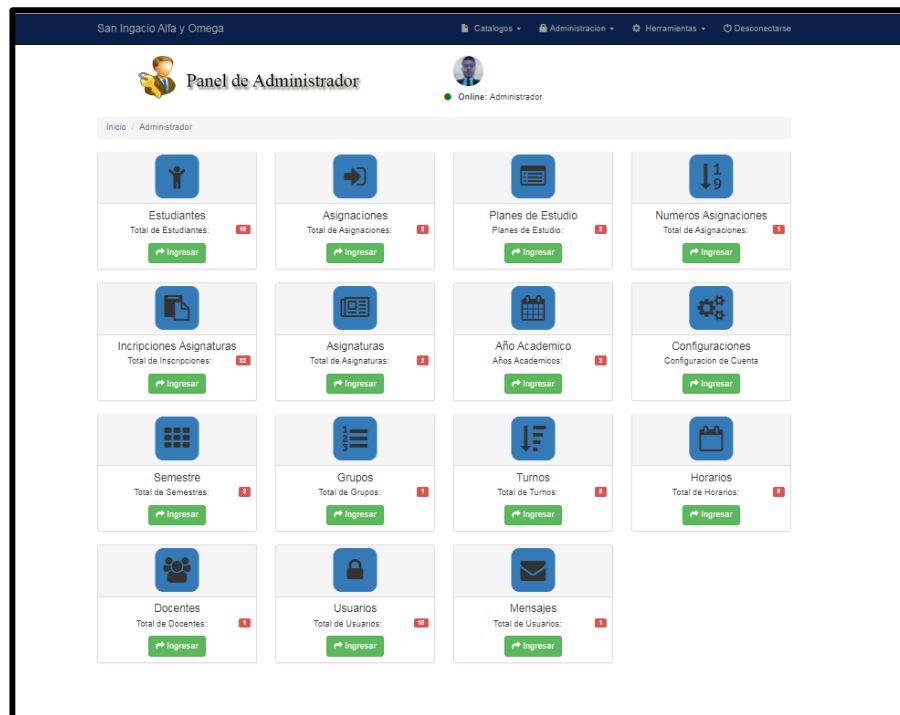 San Ingacio Alfa y Omega
Catalogos
Administracion
Herramientas
Desconectarse
Panel de Administrador
Online: Administrador
Inicio / Administrador
Estudiantes
Total de Estudiantes: 16
Ingresar
Asignaciones
Total de Asignaciones: 2
Ingresar
Planes de Estudio
Planes de Estudio: 2
Ingresar
1
9
Numeros Asignaciones
Total de Asignaciones: 1
Ingresar
Incripciones Asignaturas
Total de Inscripciones: 32
Ingresar
Asignaturas
Total de Asignaturas: 2
Ingresar
Año Academico
Años Academicos: 2
Ingresar
Configuraciones
Configuracion de Cuenta
Ingresar
Semestre
Total de Semestres: 2
Ingresar
1
2
3
Grupos
Total de Grupos: 1
Ingresar
Turnos
Total de Turnos: 3
Ingresar
Horarios
Total de Horarios: 3
Ingresar
Docentes
Total de Docentes: 1
Ingresar
Usuarios
Total de Usuarios: 18
Ingresar
Mensajes
Total de Usuarios: 1
Ingresar